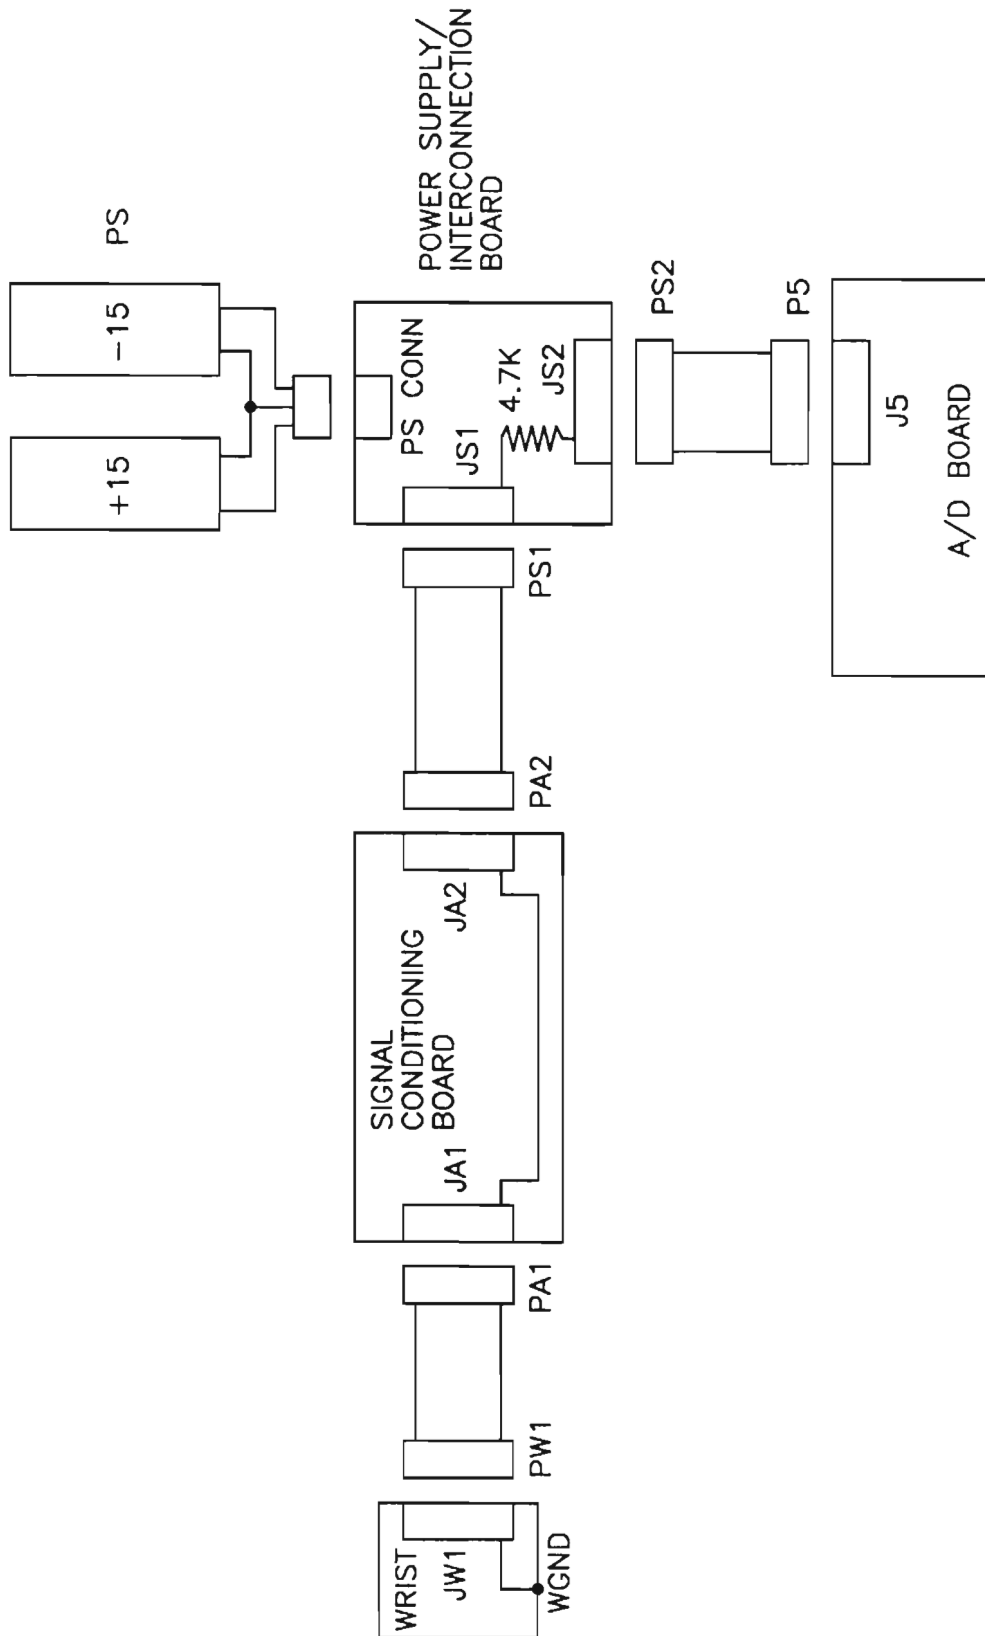 +15
-15
PS
PS CONN
POWER SUPPLY/
INTERCONNECTION
BOARD
JS1
4.7K
JS2
PS1
PA2
PS2
P5
J5
A/D BOARD
SIGNAL
CONDITIONING
BOARD
JA1
JA2
PA1
PW1
WRIST
JW1
WGND